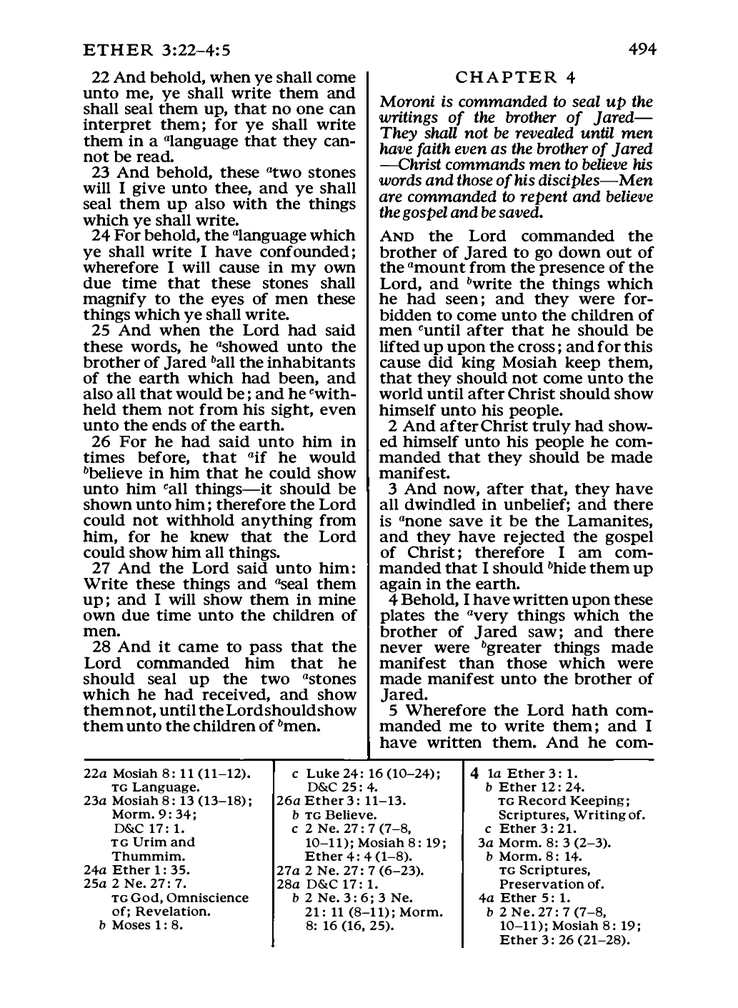 ETHER 3:22–4:5
494
22 And behold, when ye shall come
unto me, ye shall write them and
shall seal them up, that no one can
interpret them; for ye shall write
them in a alanguage that they can-
not be read.
23 And behold, these atwo stones
will I give unto thee, and ye shall
seal them up also with the things
which ye shall write.
24 For behold, the alanguage which
ye shall write I have confounded;
wherefore I will cause in my own
due time that these stones shall
magnify to the eyes of men these
things which ye shall write.
25 And when the Lord had said
these words, he ashowed unto the
brother of Jared ball the inhabitants
of the earth which had been, and
also all that would be; and he cwith-
held them not from his sight, even
unto the ends of the earth.
26 For he had said unto him in
times before, that aif he would
bbelieve in him that he could show
unto him call things—it should be
shown unto him; therefore the Lord
could not withhold anything from
him, for he knew that the Lord
could show him all things.
27 And the Lord said unto him:
Write these things and aseal them
up; and I will show them in mine
own due time unto the children of
men.
28 And it came to pass that the
Lord commanded him that he
should seal up the two astones
which he had received, and show
them not, until the Lord should show
them unto the children of bmen.
CHAPTER 4
Moroni is commanded to seal up the
writings of the brother of Jared—
They shall not be revealed until men
have faith even as the brother of Jared
—Christ commands men to believe his
words and those of his disciples—Men
are commanded to repent and believe
the gospel and be saved.
AND the Lord commanded the
brother of Jared to go down out of
the amount from the presence of the
Lord, and bwrite the things which
he had seen; and they were for-
bidden to come unto the children of
men cuntil after that he should be
lifted up upon the cross; and for this
cause did king Mosiah keep them,
that they should not come unto the
world until after Christ should show
himself unto his people.
2 And after Christ truly had show-
ed himself unto his people he com-
manded that they should be made
manifest.
3 And now, after that, they have
all dwindled in unbelief; and there
is anone save it be the Lamanites,
and they have rejected the gospel
of Christ; therefore I am com-
manded that I should bhide them up
again in the earth.
4 Behold, I have written upon these
plates the avery things which the
brother of Jared saw; and there
never were bgreater things made
manifest than those which were
made manifest unto the brother of
Jared.
5 Wherefore the Lord hath com-
manded me to write them; and I
have written them. And he com-
22a Mosiah 8: 11 (11–12).
TG Language.
23a Mosiah 8: 13 (13–18);
Morm. 9: 34;
D&C 17: 1.
TG Urim and
Thummim.
24a Ether 1: 35.
25a 2 Ne. 27: 7.
TG God, Omniscience
of; Revelation.
b Moses 1: 8.
c Luke 24: 16 (10–24);
D&C 25: 4.
26a Ether 3: 11–13.
b TG Believe.
c 2 Ne. 27: 7 (7–8,
10–11); Mosiah 8: 19;
Ether 4: 4 (1–8).
27a 2 Ne. 27: 7 (6–23).
28a D&C 17: 1.
b 2 Ne. 3: 6; 3 Ne.
21: 11 (8–11); Morm.
8: 16 (16, 25).
4 1a Ether 3: 1.
b Ether 12: 24.
TG Record Keeping;
Scriptures, Writing of.
c Ether 3: 21.
3a Morm. 8: 3 (2–3).
b Morm. 8: 14.
TG Scriptures,
Preservation of.
4a Ether 5: 1.
b 2 Ne. 27: 7 (7–8,
10–11); Mosiah 8: 19;
Ether 3: 26 (21–28).